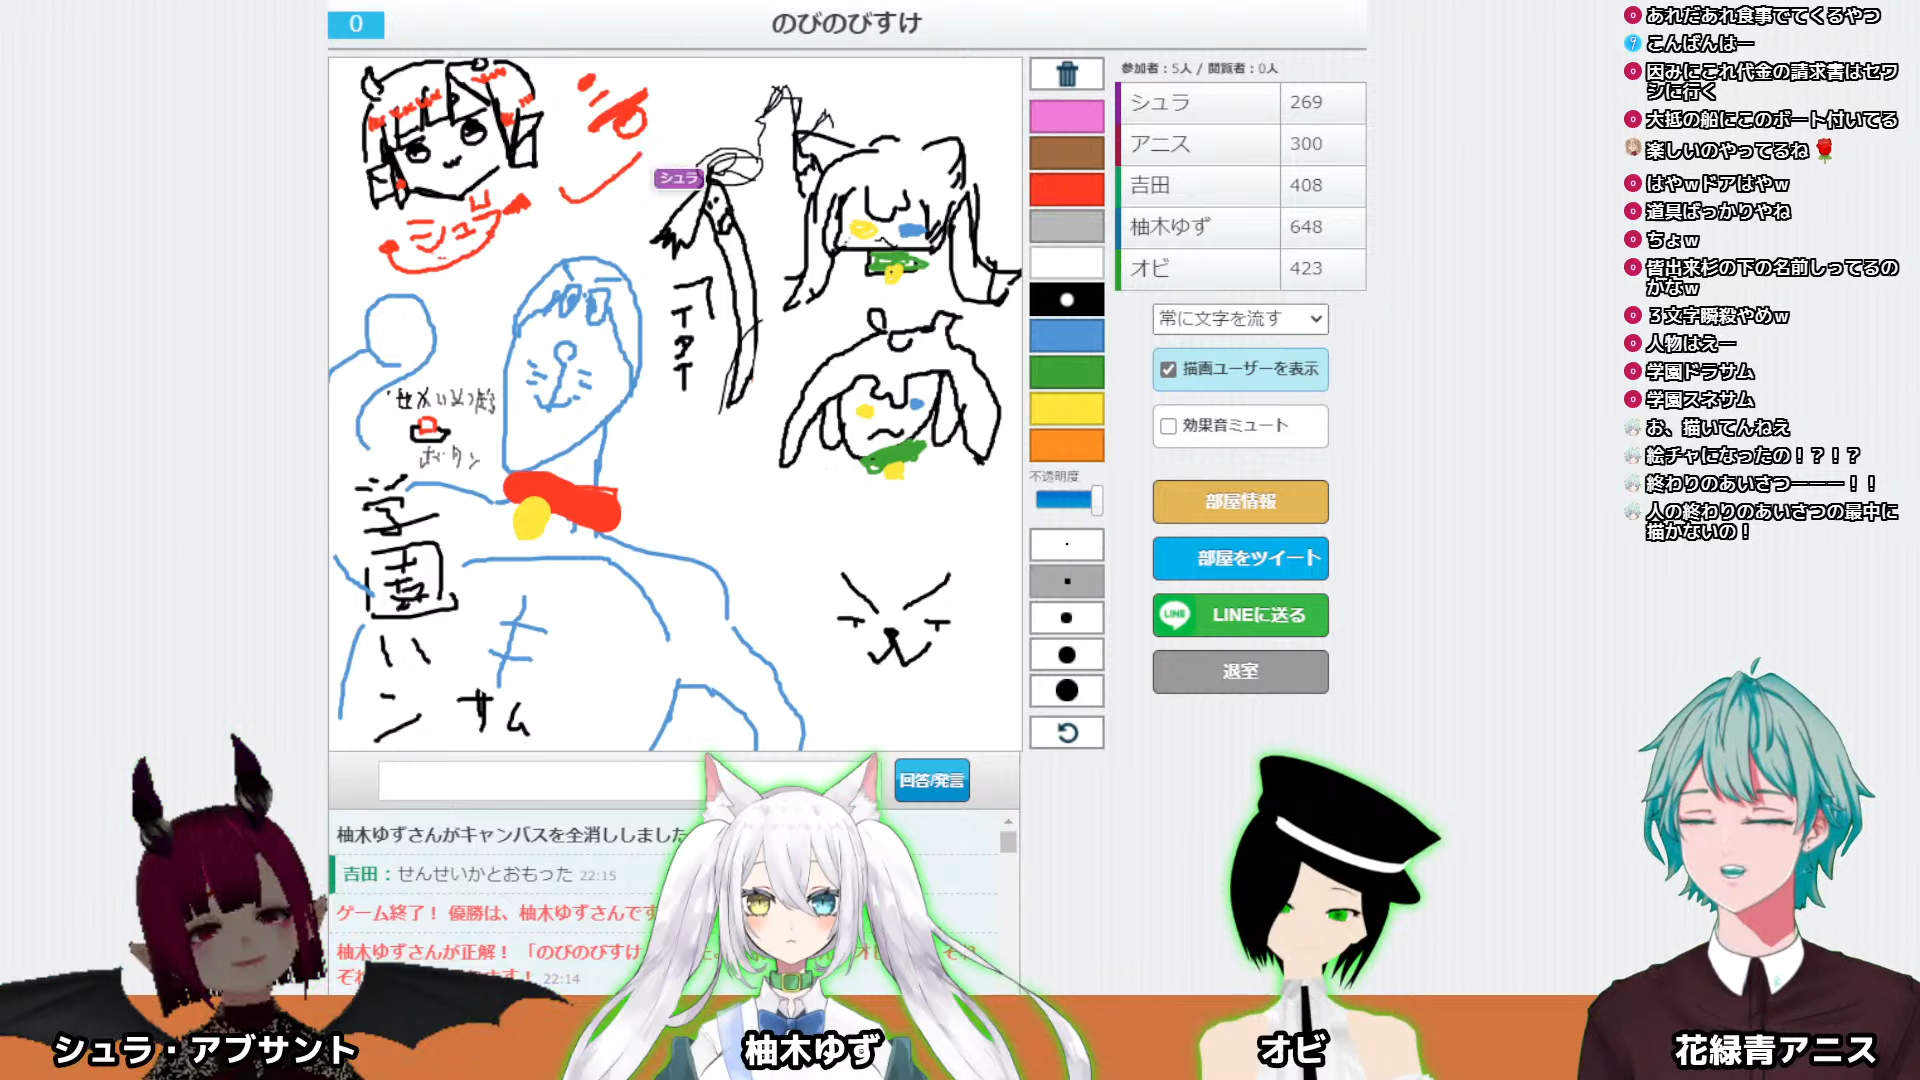 0
のびのびすけ
参加者：5人 / 閲覧者：0人
シュラ 269
アニス 300
吉田 408
柚木ゆず 648
オビ 423
常に文字を流す
描画ユーザーを表示
効果音ミュート
部屋情報
部屋をツイート
LINE LINEに送る
退室
不透明度
シュラ
シュラ
イタイ
ボタン
学園ハンサム
回答/発言
柚木ゆずさんがキャンバスを全消ししました
吉田：せんせいかとおもった 22:15
ゲーム終了！ 優勝は、柚木ゆずさんです
柚木ゆずさんが正解！ 「のびのびすけ
22:14
あれだあれ食事でてくるやつ
こんばんはー
因みにこれ代金の請求書はセワ
シに行く
大抵の船にこのボート付いてる
楽しいのやってるね🌹
はやｗドアはやｗ
道具ばっかりやね
ちょｗ
皆出来杉の下の名前しってるの
かなｗ
３文字瞬殺やめｗ
人物はえー
学園ドラサム
学園スネサム
お、描いてんねえ
絵チャになったの！？！？
終わりのあいさつ――――！！
人の終わりのあいさつの最中に
描かないの！
シュラ・アブサント
柚木ゆず
オビ
花緑青アニス